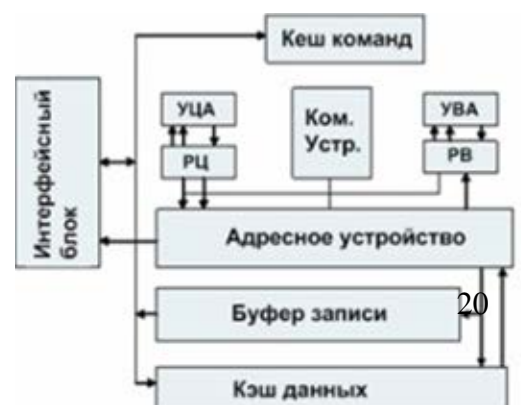 Кеш команд
Интерфейсный
блок
УЦА
Ком.
Устр.
УВА
РЦ
РВ
Адресное устройство
20
Буфер записи
Кэш данных